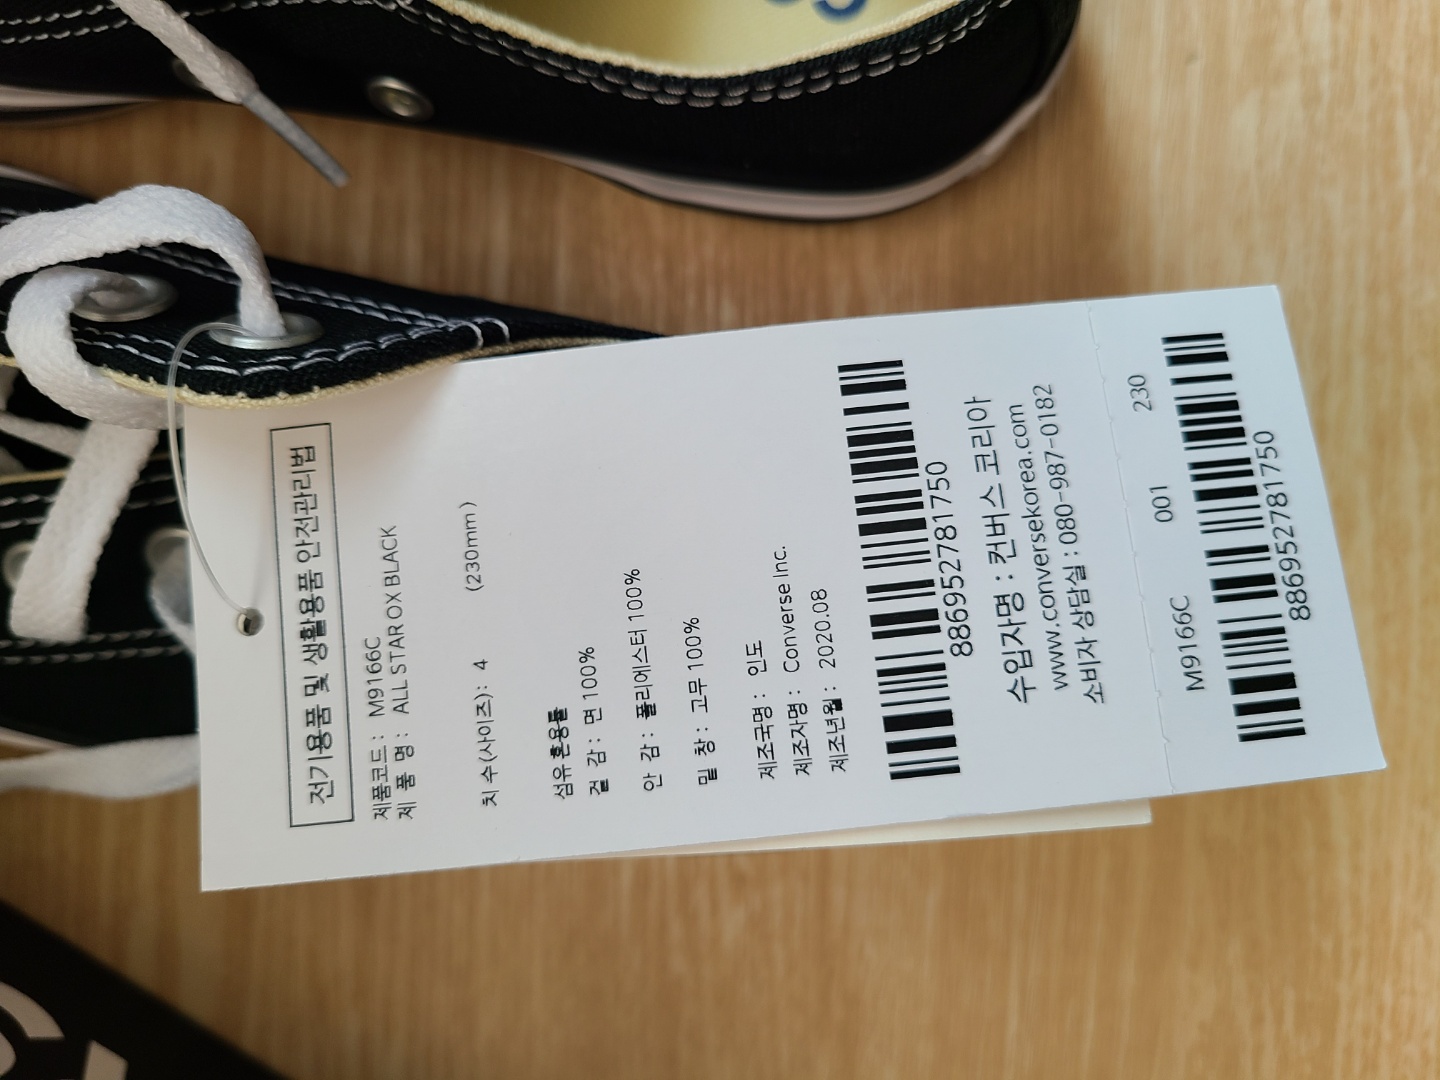 전기용품 및 생활용품 안전관리법
제품코드 : M9166C
제 품 명 : ALL STAR OX BLACK
치 수(사이즈) : 4 (230mm)
섬유 혼용률
겉 감 : 면 100%
안 감 : 폴리에스터 100%
밑 창 : 고무 100%
제조국명 : 인도
제조자명 : Converse Inc.
제조년월 : 2020.08
886952781750
수입자명 : 컨버스 코리아
www.conversekorea.com
소비자 상담실 : 080-987-0182
M9166C 001 230
886952781750